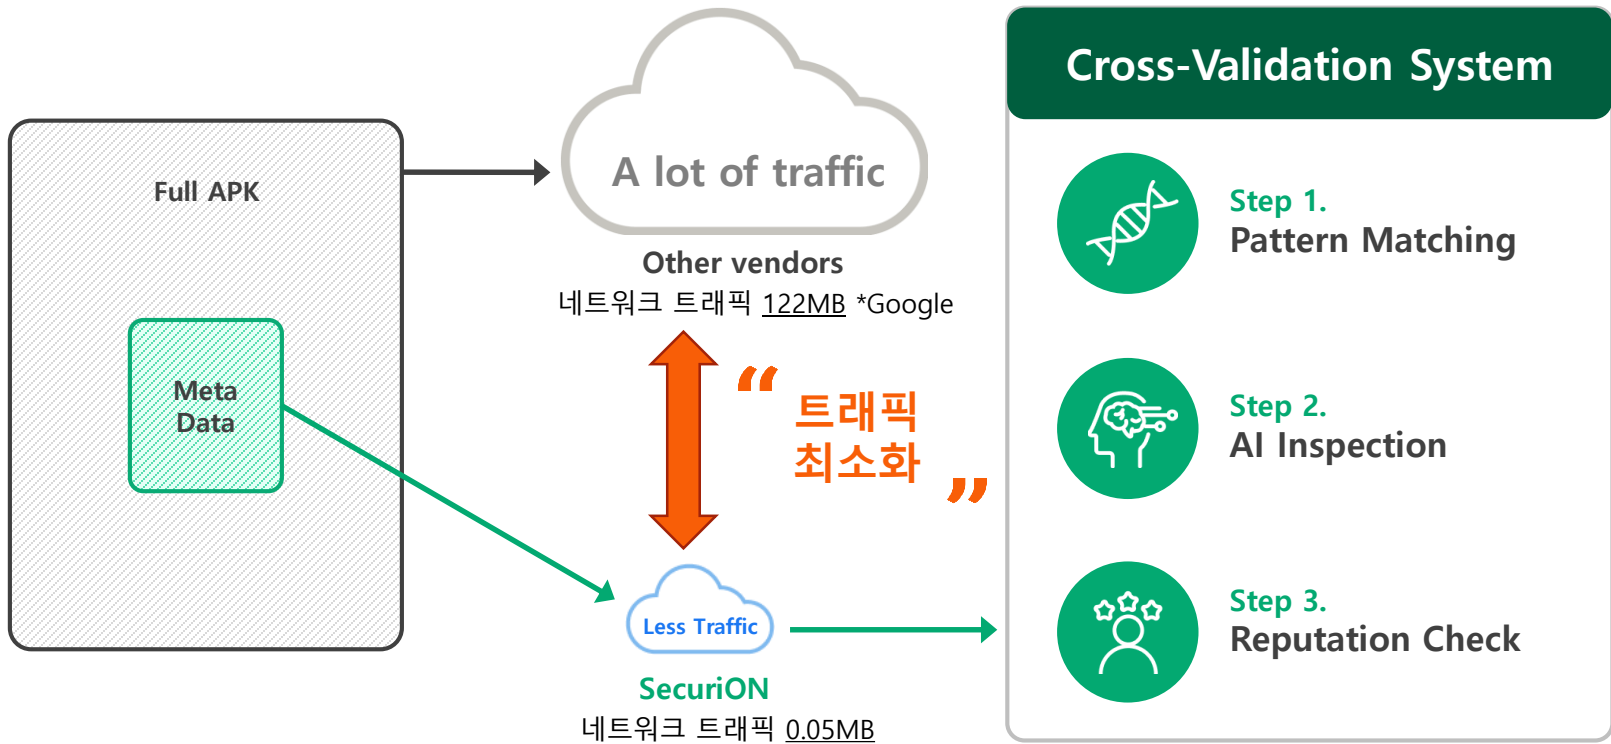 Full APK
Meta
Data
A lot of traffic
Other vendors
네트워크 트래픽 122MB *Google
“ 트래픽
최소화 ”
Less Traffic
SecuriON
네트워크 트래픽 0.05MB
Cross-Validation System
Step 1.
Pattern Matching
Step 2.
AI Inspection
Step 3.
Reputation Check